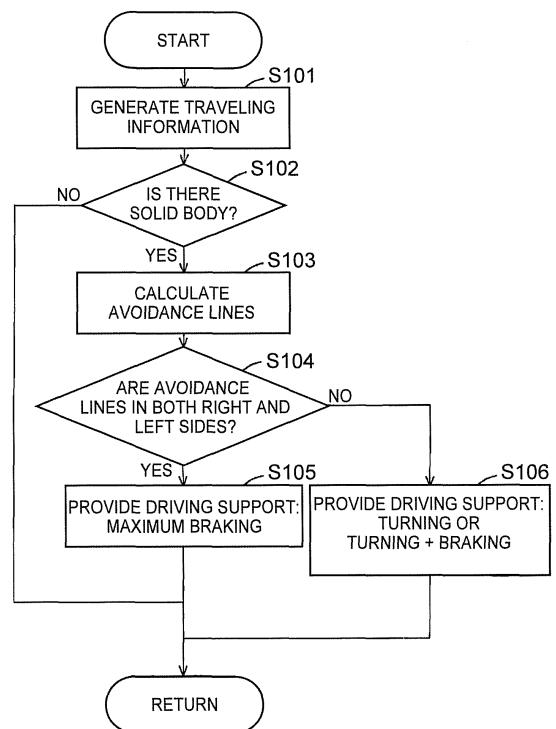 START
S101
GENERATE TRAVELING
INFORMATION
S102
NO
IS THERE
SOLID BODY?
YES
S103
CALCULATE
AVOIDANCE LINES
S104
ARE AVOIDANCE
LINES IN BOTH RIGHT AND
LEFT SIDES?
NO
YES
S105
PROVIDE DRIVING SUPPORT:
MAXIMUM BRAKING
S106
PROVIDE DRIVING SUPPORT:
TURNING OR
TURNING + BRAKING
RETURN